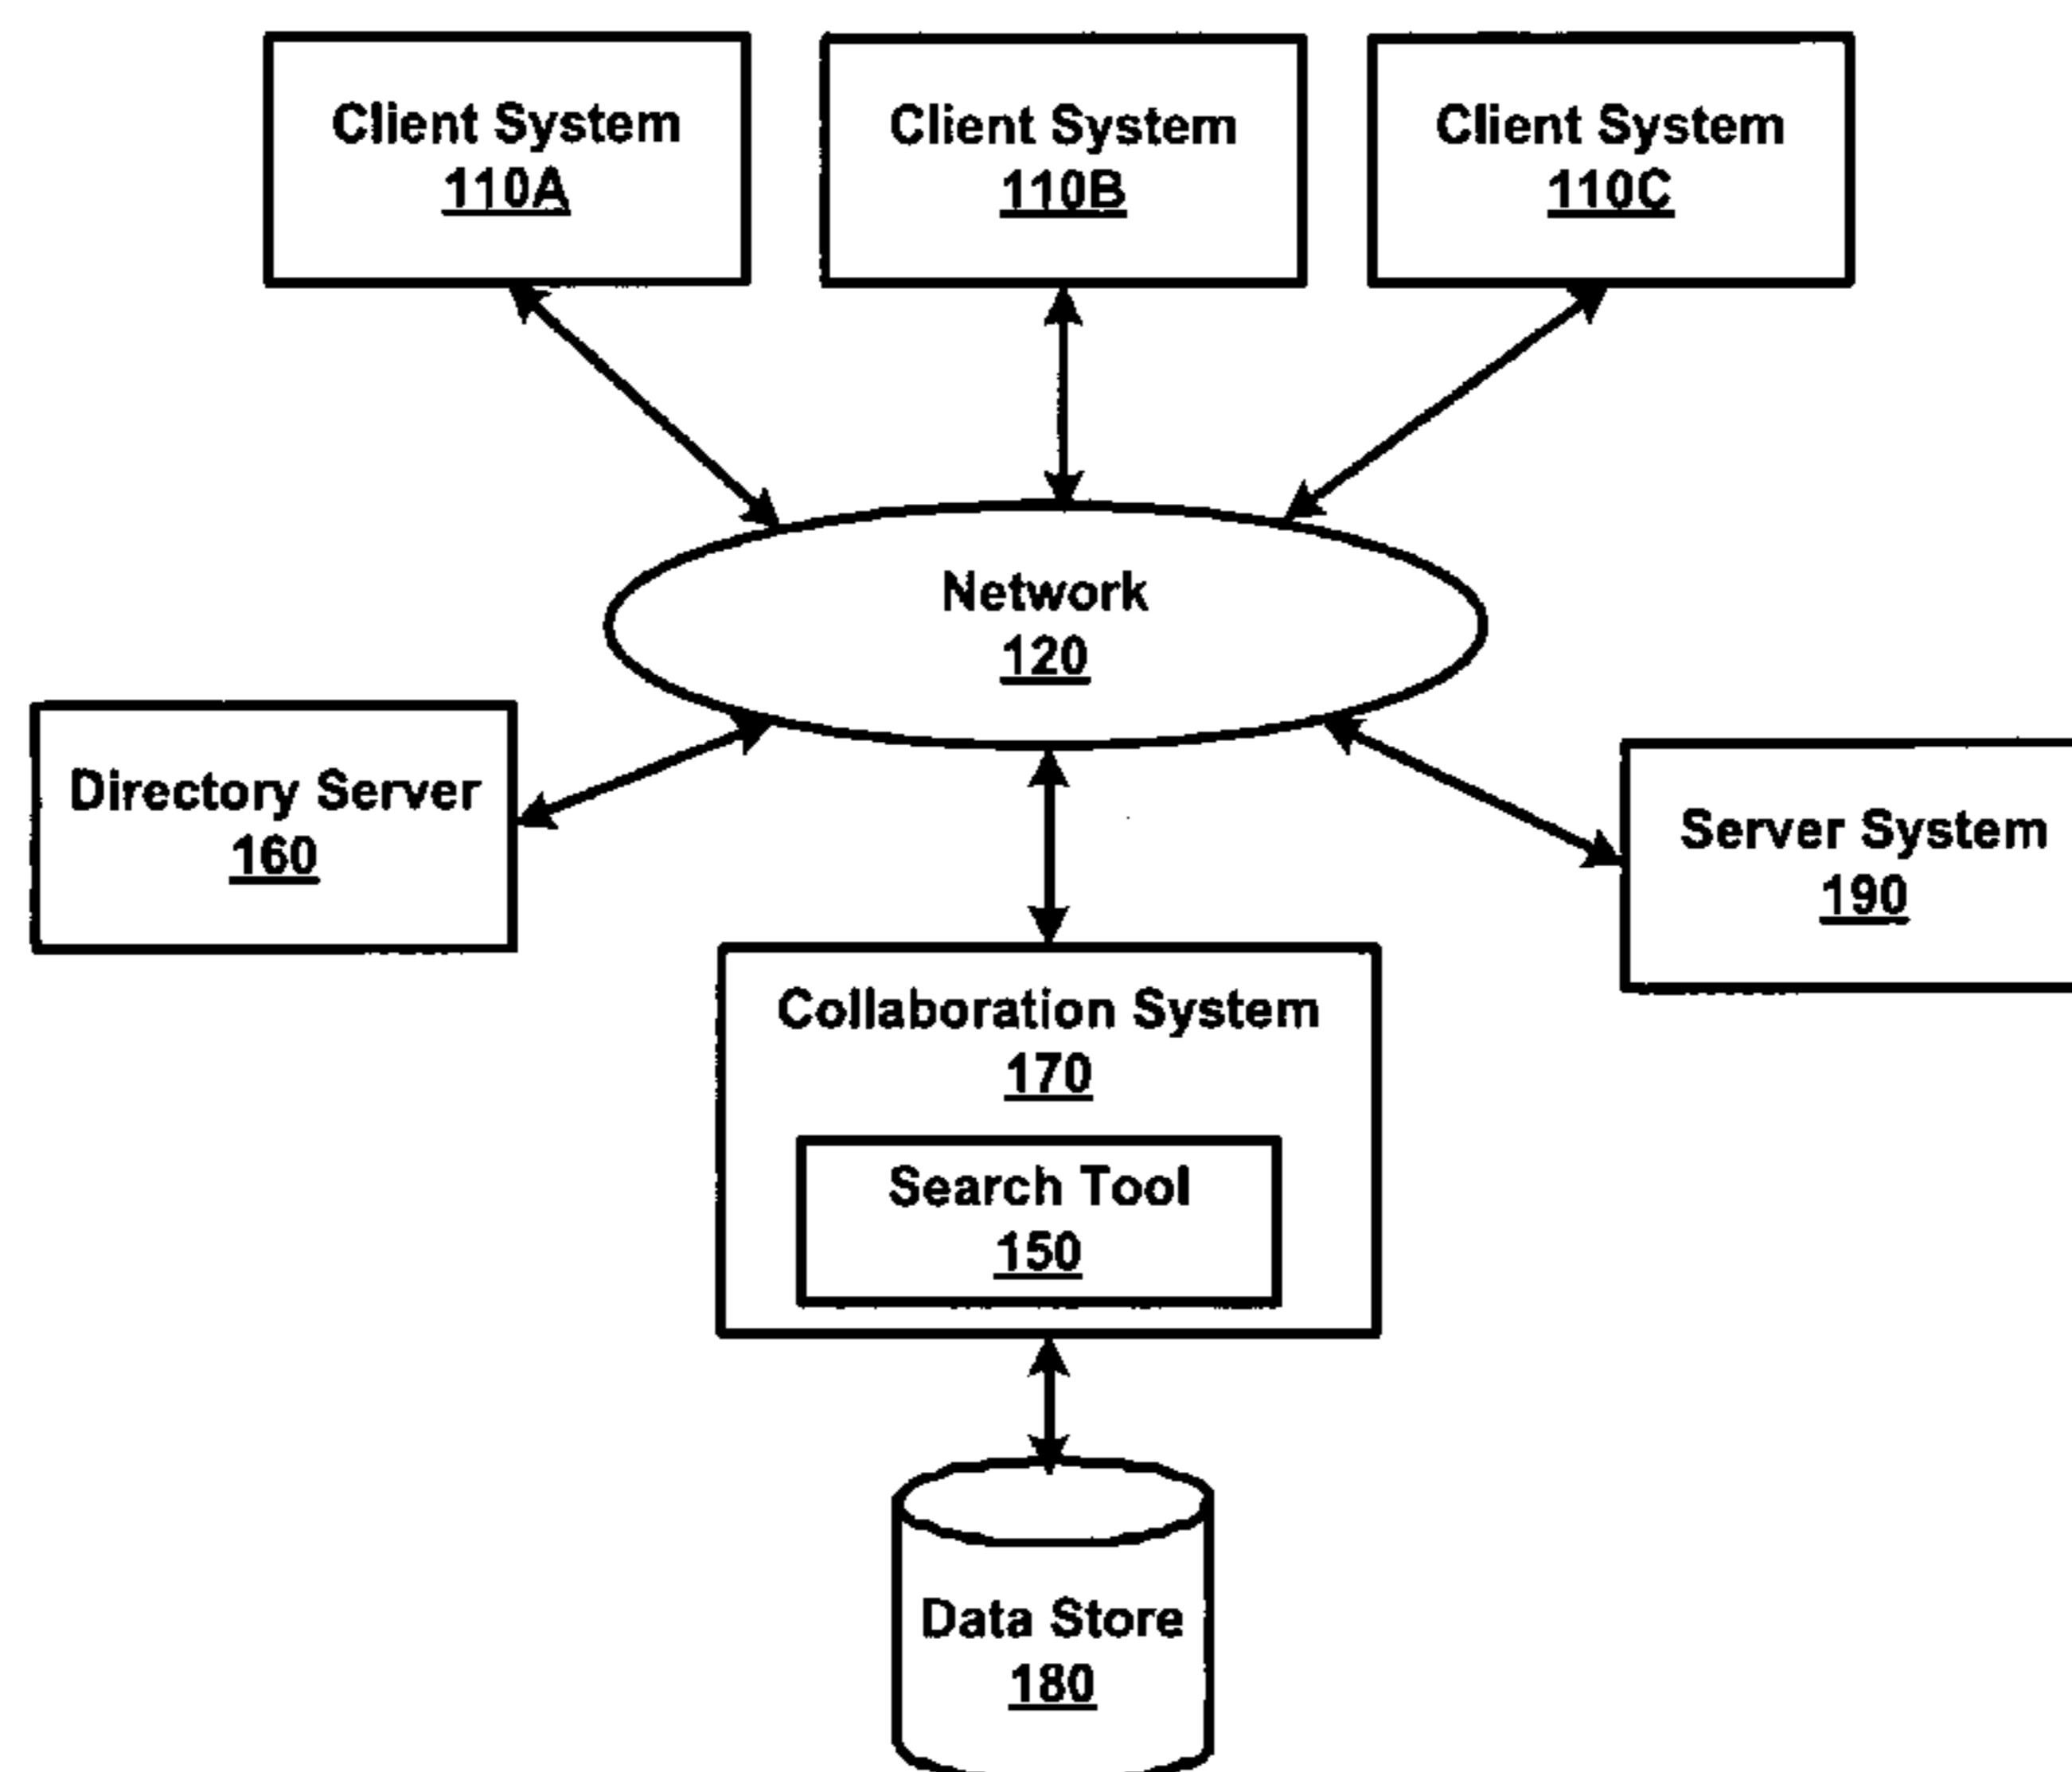 Client System
110A
Client System
110B
Client System
110C
Network
120
Directory Server
160
Server System
190
Collaboration System
170
Search Tool
150
Data Store
180